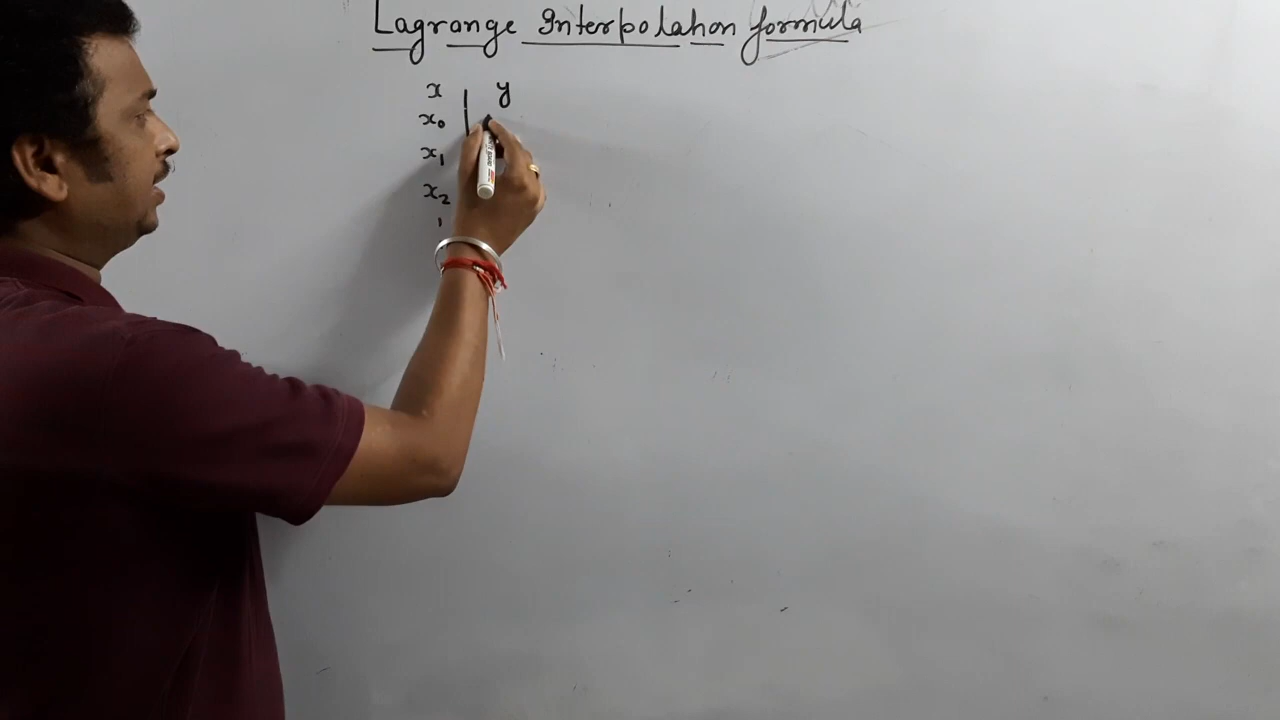 Lagrange Interpolation formula
x | y
x₀ |
x₁
x₂